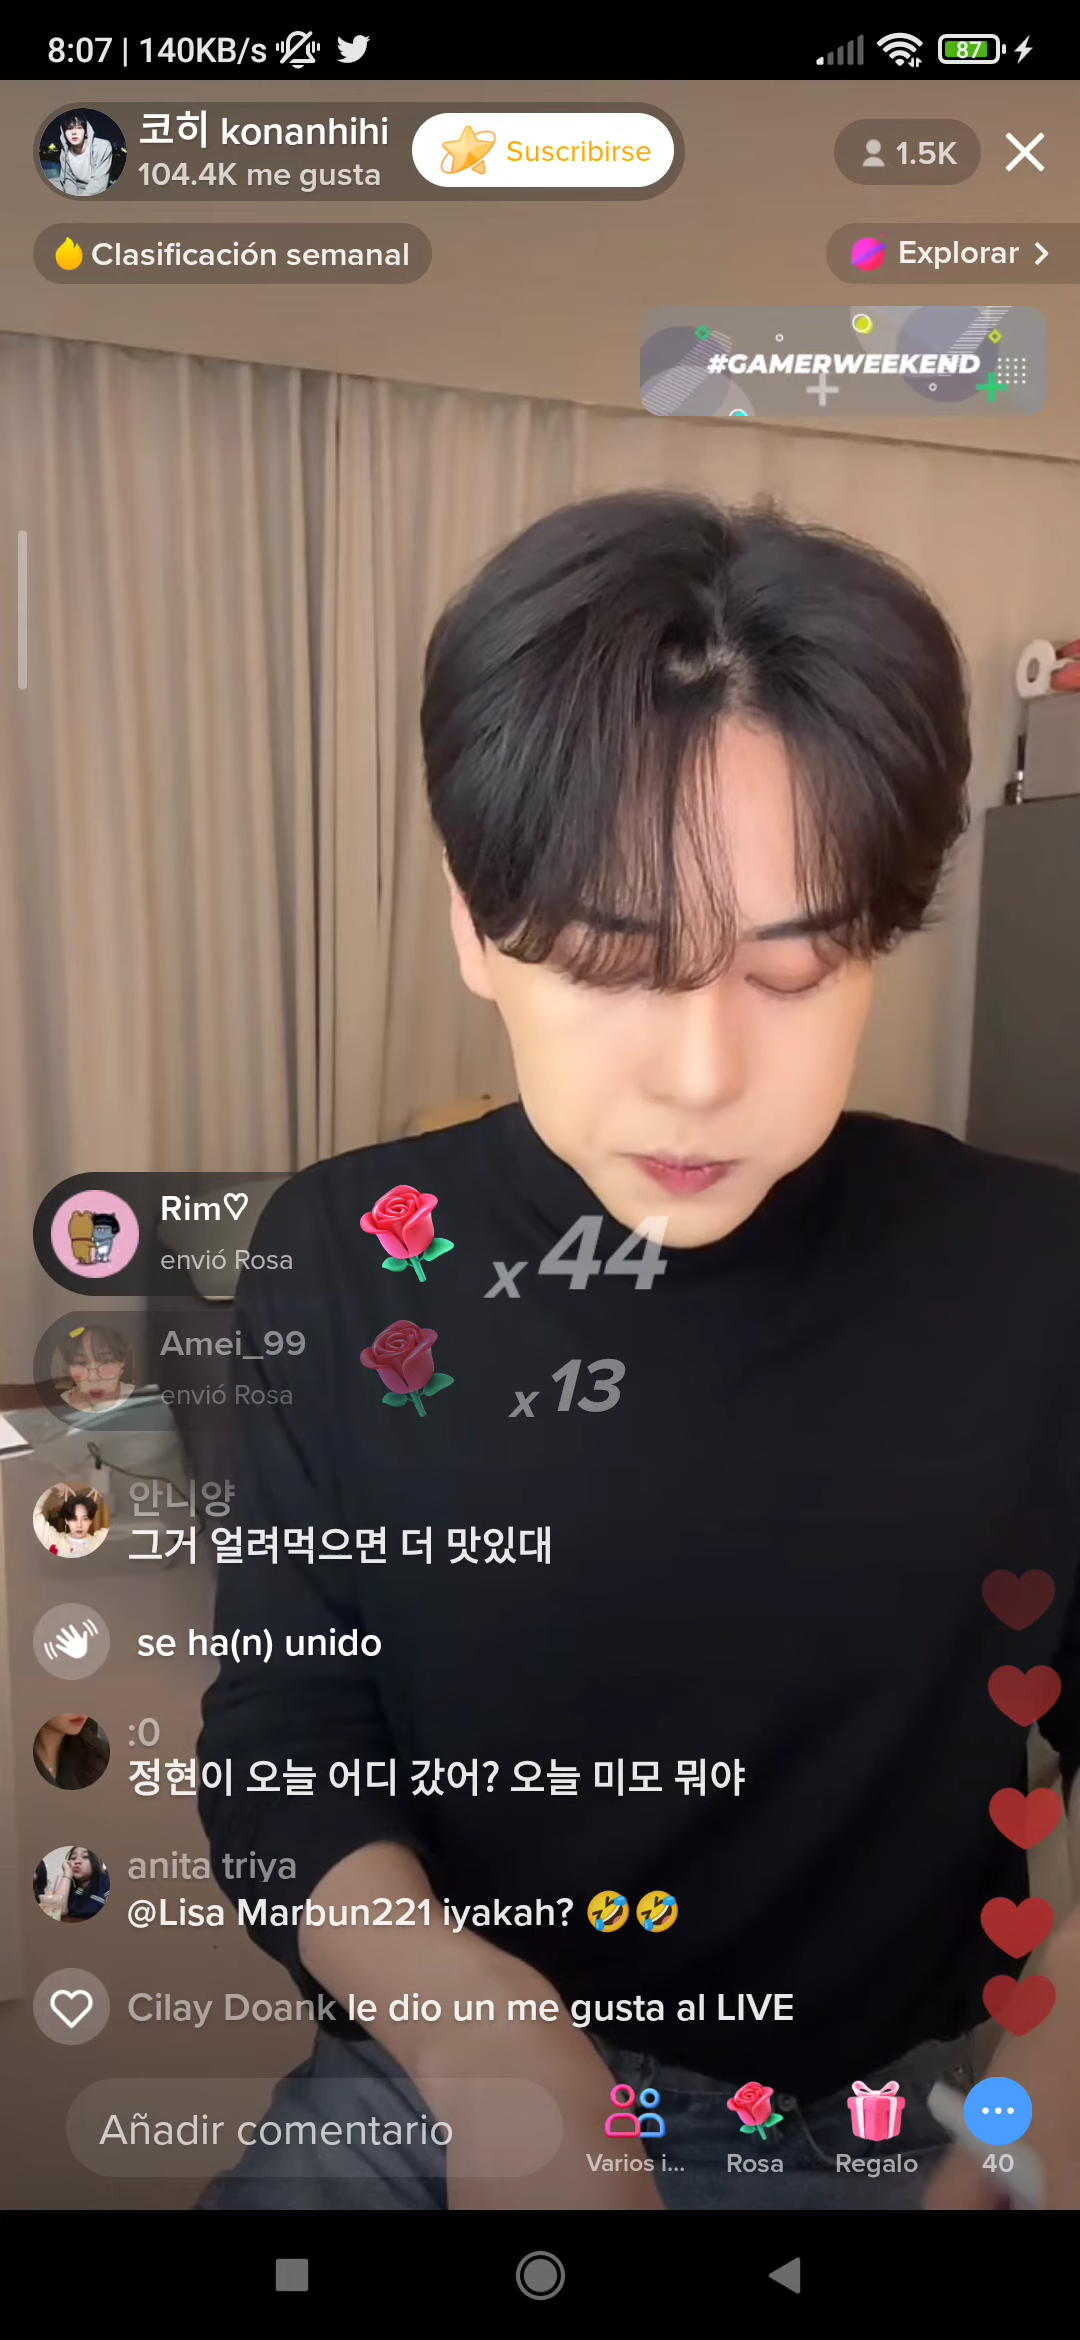 8:07 | 140KB/s
87
코히 konanhihi
104.4K me gusta
Suscribirse
1.5K
Clasificación semanal
Explorar
#GAMERWEEKEND
Rim♡
envió Rosa
x 44
Amei_99
envió Rosa
x 13
안니양
그거 얼려먹으면 더 맛있대
se ha(n) unido
:0
정현이 오늘 어디 갔어? 오늘 미모 뭐야
anita triya
@Lisa Marbun221 iyakah? 🤣🤣
Cilay Doank le dio un me gusta al LIVE
Añadir comentario
Varios i...
Rosa
Regalo
40